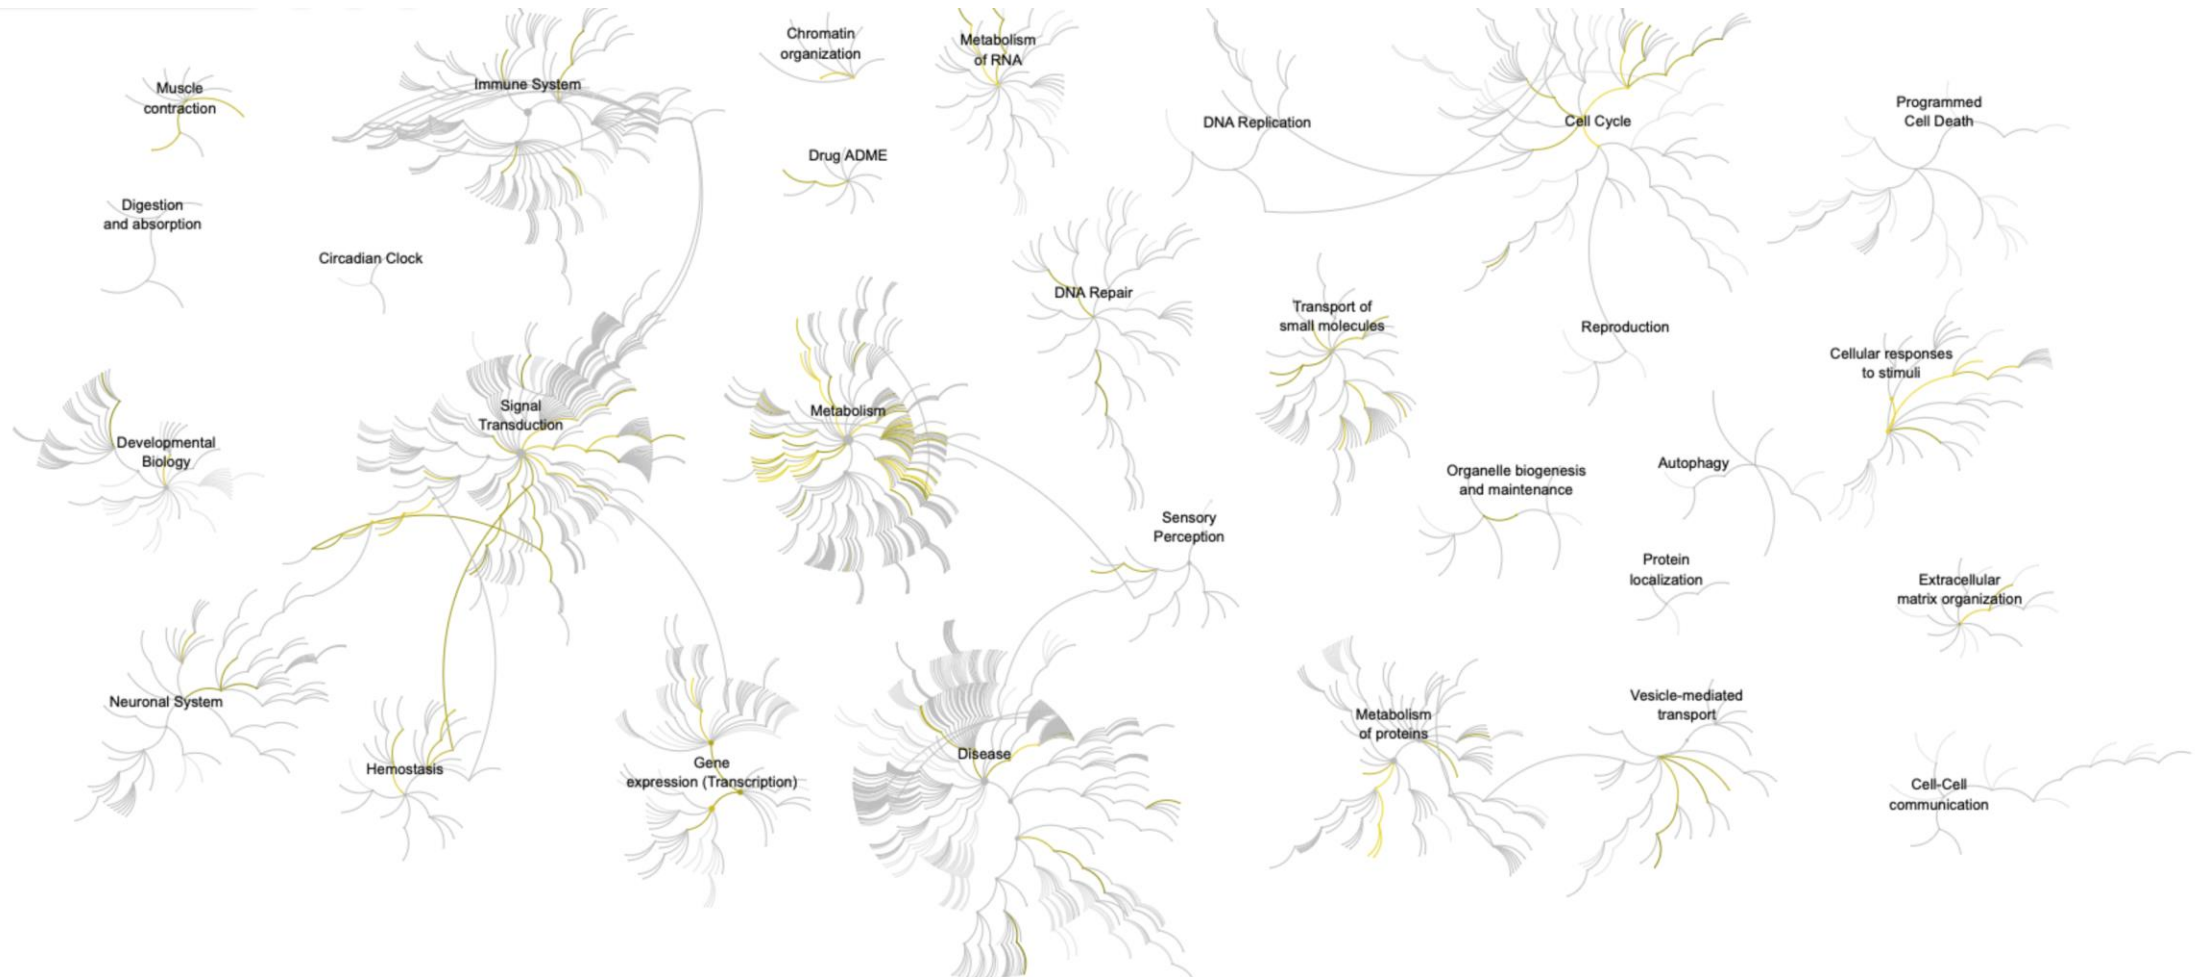 Chromatin
organization
Metabolism
of RNA
Muscle
contraction
Immune System
DNA Replication
Cell Cycle
Programmed
Cell Death
Drug ADME
Digestion
and absorption
Circadian Clock
DNA Repair
Transport of
small molecules
Reproduction
Cellular responses
to stimuli
Signal
Transduction
Metabolism
Developmental
Biology
Autophagy
Organelle biogenesis
and maintenance
Sensory
Perception
Protein
localization
Extracellular
matrix organization
Neuronal System
Hemostasis
Gene
expression (Transcription)
Disease
Metabolism
of proteins
Vesicle-mediated
transport
Cell-Cell
communication